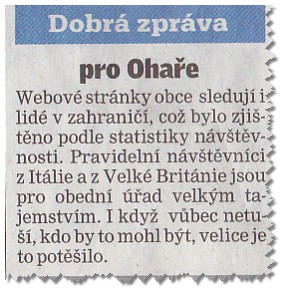 Dobrá zpráva
pro Ohaře
Webové stránky obce sledují i
lidé v zahraničí, což bylo zjiš-
těno podle statistiky návštěv-
nosti. Pravidelní návštěvníci
z Itálie a z Velké Británie jsou
pro obední úřad velkým ta-
jemstvím. I když vůbec netu-
ší, kdo by to mohl být, velice je
to potěšilo.